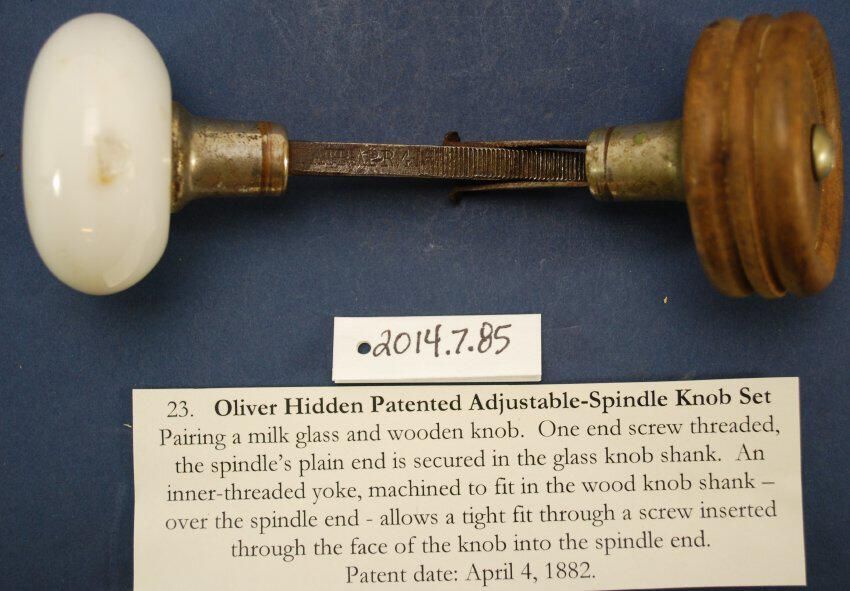 2014.7.85
23. Oliver Hidden Patented Adjustable-Spindle Knob Set
Pairing a milk glass and wooden knob. One end screw threaded,
the spindle's plain end is secured in the glass knob shank. An
inner-threaded yoke, machined to fit in the wood knob shank –
over the spindle end - allows a tight fit through a screw inserted
through the face of the knob into the spindle end.
Patent date: April 4, 1882.